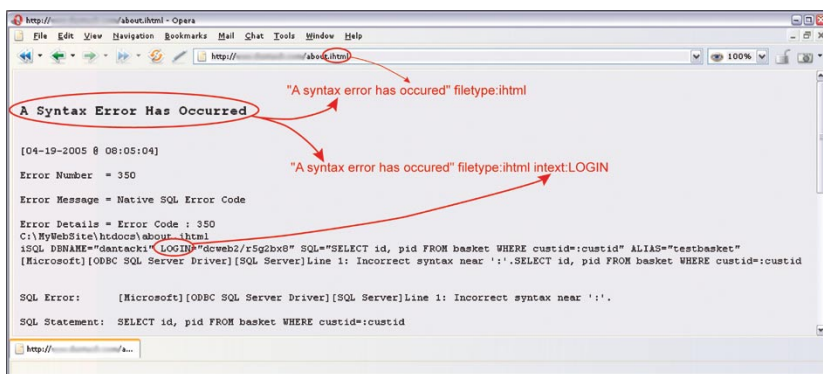 http:// /about.ihtml - Opera
File Edit View Navigation Bookmarks Mail Chat Tools Window Help
http:// /about.ihtml
100%
"A syntax error has occured" filetype:ihtml
A Syntax Error Has Occurred
[04-19-2005 @ 08:05:04]
"A syntax error has occured" filetype:ihtml intext:LOGIN
Error Number = 350
Error Message = Native SQL Error Code
Error Details = Error Code : 350
C:\MyWebSite\htdocs\about.ihtml
iSQL DBNAME="dantacki" LOGIN="dcweb2/r5g2bx8" SQL="SELECT id, pid FROM basket WHERE custid=:custid" ALIAS="testbasket"
[Microsoft][ODBC SQL Server Driver][SQL Server]Line 1: Incorrect syntax near ':'.SELECT id, pid FROM basket WHERE custid=:custid
SQL Error: [Microsoft][ODBC SQL Server Driver][SQL Server]Line 1: Incorrect syntax near ':'.
SQL Statement: SELECT id, pid FROM basket WHERE custid=:custid
http:// /a...